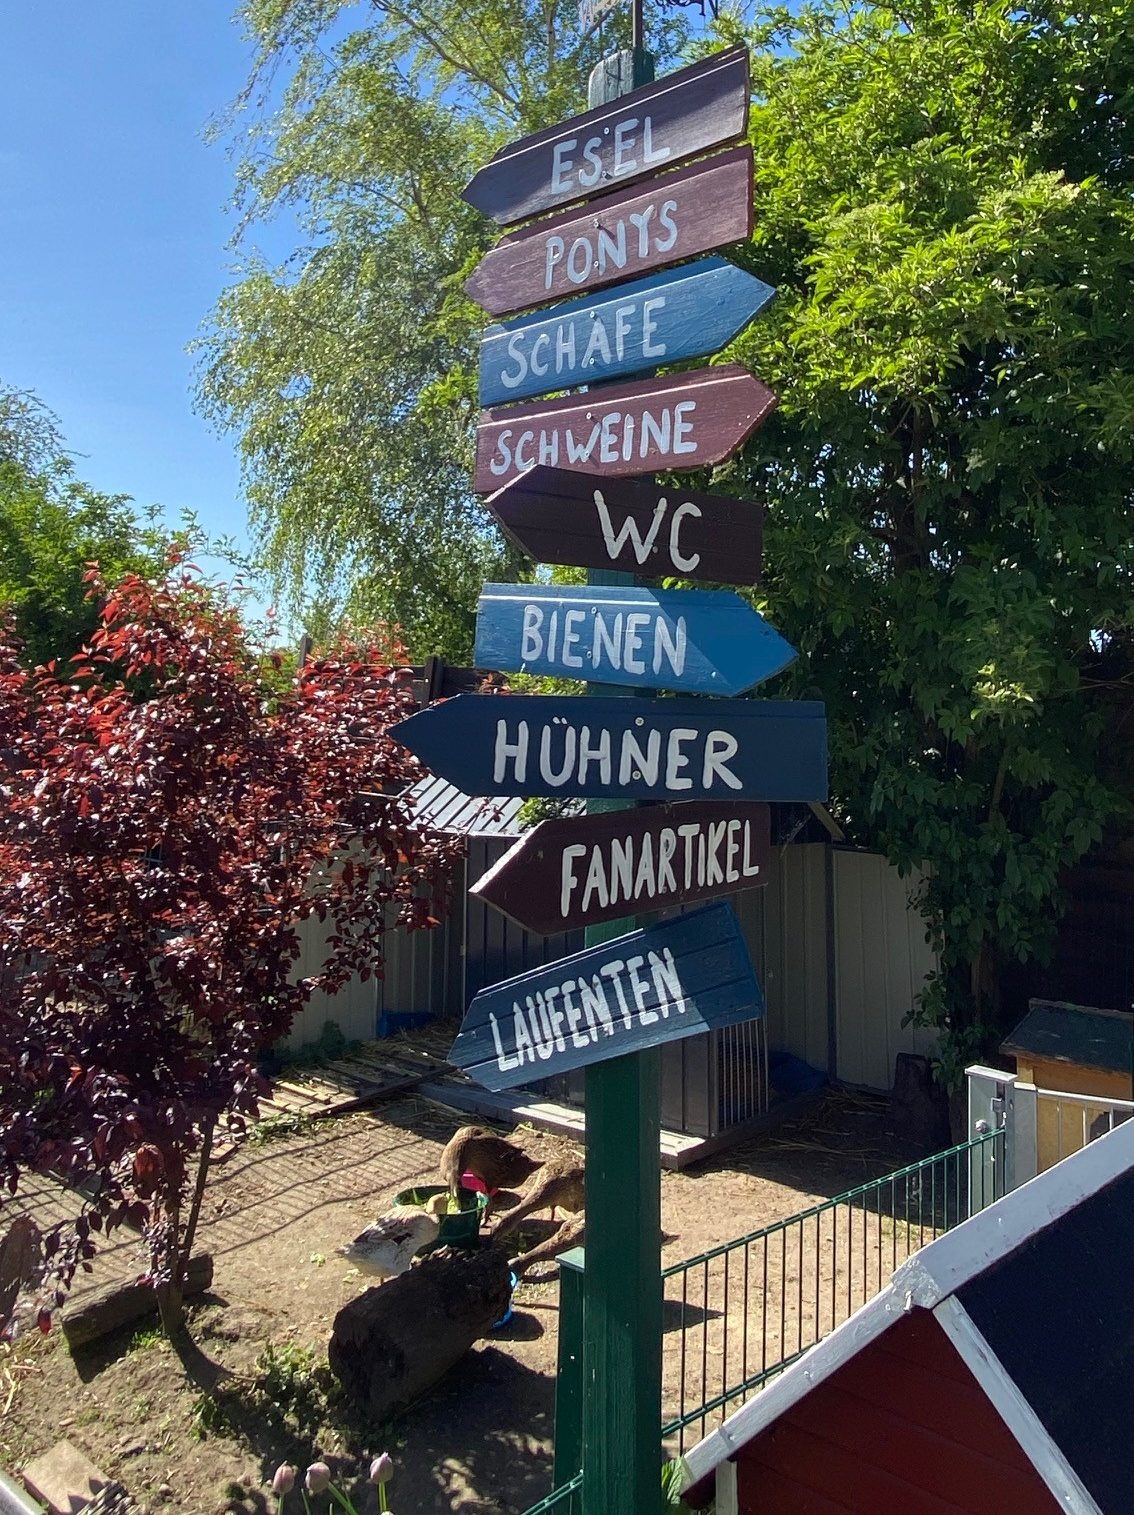 ESEL
PONYS
SCHAFE
SCHWEINE
WC
BIENEN
HÜHNER
FANARTIKEL
LAUFENTEN